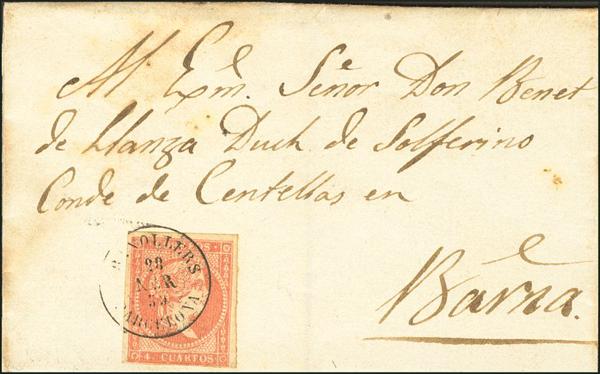 Al Exm. Señor Don Benet
de Llanza Duch de Solferino
Conde de Centellas en
Barna.
NOLLERS
28
ABR
BARCELONA
4. CUARTOS